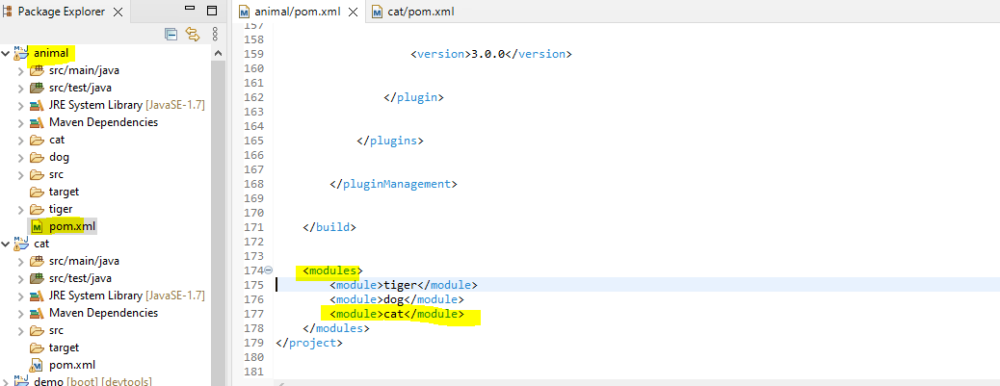 Package Explorer
animal
src/main/java
src/test/java
JRE System Library [JavaSE-1.7]
Maven Dependencies
cat
dog
src
target
tiger
pom.xml
cat
src/main/java
src/test/java
JRE System Library [JavaSE-1.7]
Maven Dependencies
src
target
pom.xml
demo [boot] [devtools]
animal/pom.xml
cat/pom.xml
157
158
159 <version>3.0.0</version>
160
161
162 </plugin>
163
164
165 </plugins>
166
167
168 </pluginManagement>
169
170
171 </build>
172
173
174 <modules>
175 <module>tiger</module>
176 <module>dog</module>
177 <module>cat</module>
178 </modules>
179 </project>
180
181